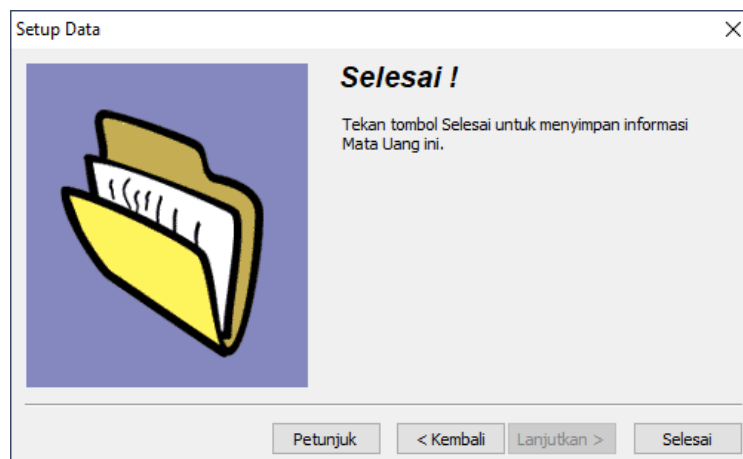 Setup Data
Selesai !
Tekan tombol Selesai untuk menyimpan informasi
Mata Uang ini.
Petunjuk
< Kembali
Lanjutkan >
Selesai